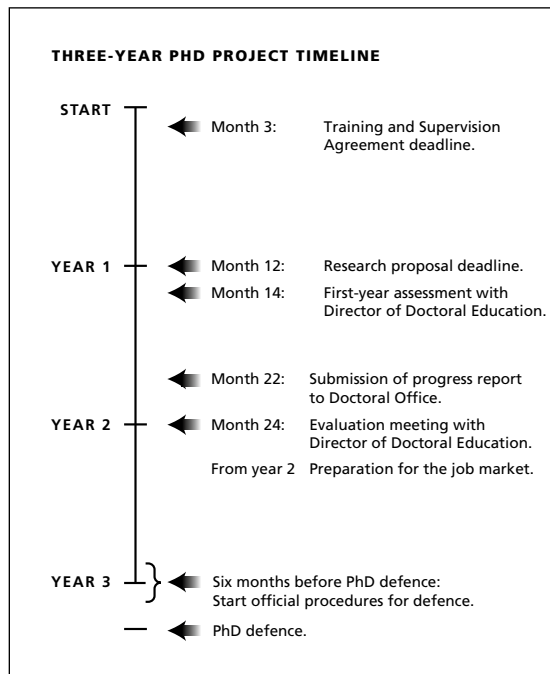 THREE-YEAR PHD PROJECT TIMELINE
START
Month 3: Training and Supervision
Agreement deadline.
YEAR 1
Month 12: Research proposal deadline.
Month 14: First-year assessment with
Director of Doctoral Education.
Month 22: Submission of progress report
to Doctoral Office.
YEAR 2
Month 24: Evaluation meeting with
Director of Doctoral Education.
From year 2 Preparation for the job market.
YEAR 3
Six months before PhD defence:
Start official procedures for defence.
PhD defence.